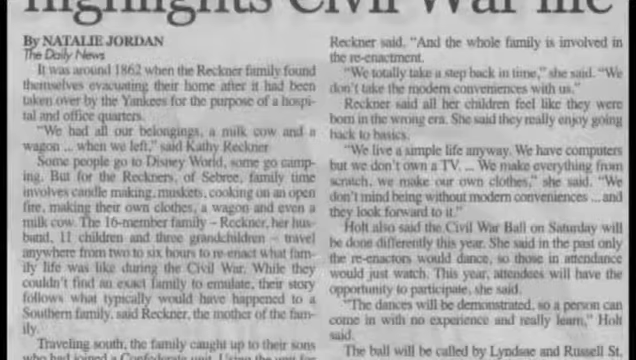 highlights Civil War life
By NATALIE JORDAN
The Daily News
It was around 1862 when the Reckner family found
themselves evacuating their home after it had been
taken over by the Yankees for the purpose of a hospi-
tal and office quarters.
"We had all our belongings, a milk cow and a
wagon ... when we left," said Kathy Reckner
Some people go to Disney World, some go camp-
ing. But for the Reckners, of Sebree, family time
involves candle making, muskets, cooking on an open
fire, making their own clothes, a wagon and even a
milk cow. The 16-member family – Reckner, her hus-
band, 11 children and three grandchildren – travel
anywhere from two to six hours to re-enact what fam-
ily life was like during the Civil War. While they
couldn't find an exact family to emulate, their story
follows what typically would have happened to a
Southern family, said Reckner, the mother of the fam-
ily.
Traveling south, the family caught up to their sons
who had joined a Confederate unit. Using the
Reckner said. "And the whole family is involved in
the re-enactment.
"We totally take a step back in time," she said. "We
don't take the modern conveniences with us."
Reckner said all her children feel like they were
born in the wrong era. She said they really enjoy going
back to basics.
"We live a simple life anyway. We have computers
but we don't own a TV. ... We make everything from
scratch, we make our own clothes," she said. "We
don't mind being without modern conveniences ... and
they look forward to it."
Holt also said the Civil War Ball on Saturday will
be done differently this year. She said in the past only
the re-enactors would dance, so those in attendance
would just watch. This year, attendees will have the
opportunity to participate, she said.
"The dances will be demonstrated, so a person can
come in with no experience and really learn," Holt
said.
The ball will be called by Lyndsae and Russell St.